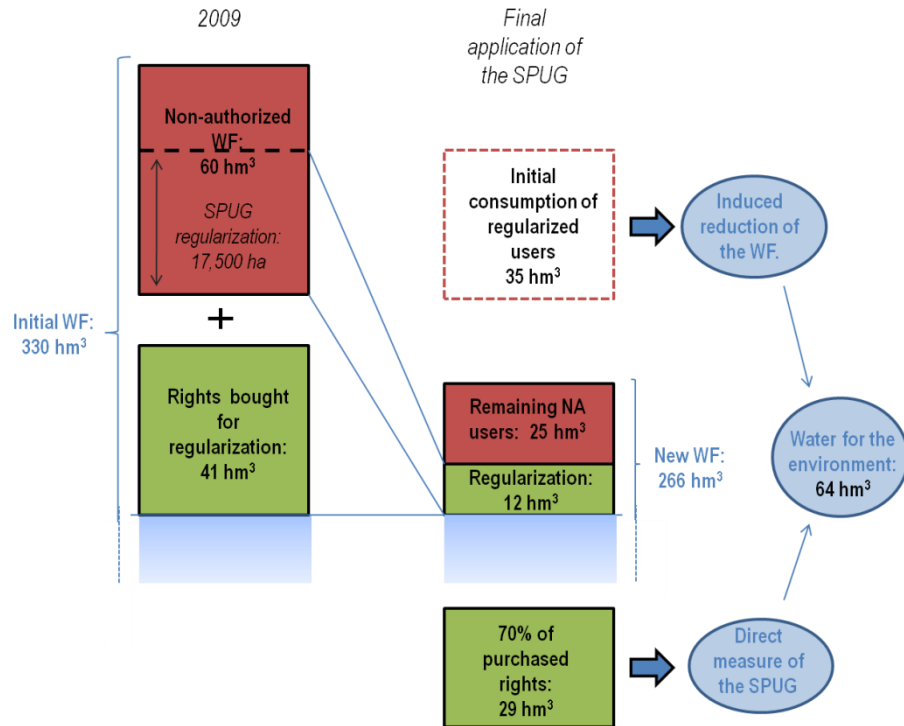 2009
Final
application of
the SPUG
Non-authorized
WF:
60 hm³
SPUG
regularization:
17,500 ha
+
Initial WF:
330 hm³
Rights bought
for
regularization:
41 hm³
Initial
consumption of
regularized
users
35 hm³
Induced
reduction of
the WF.
Remaining NA
users: 25 hm³
Regularization:
12 hm³
New WF:
266 hm³
Water for the
environment:
64 hm³
70% of
purchased
rights:
29 hm³
Direct
measure of
the SPUG